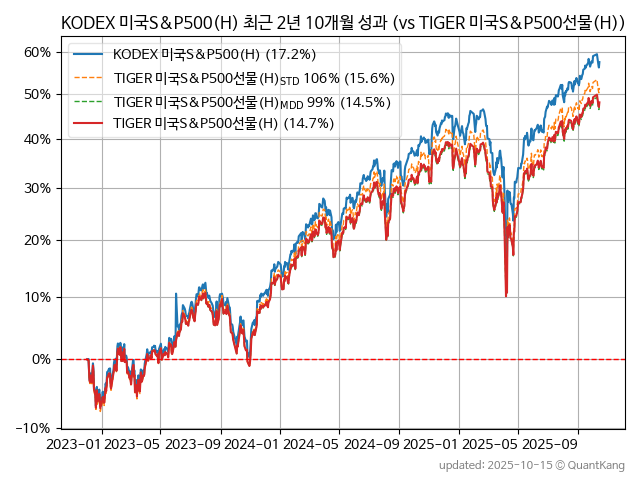 KODEX 미국S&P500(H) 최근 2년 10개월 성과 (vs TIGER 미국S&P500선물(H))
KODEX 미국S&P500(H) (17.2%)
TIGER 미국S&P500선물(H)STD 106% (15.6%)
TIGER 미국S&P500선물(H)MDD 99% (14.5%)
TIGER 미국S&P500선물(H) (14.7%)
60%
50%
40%
30%
20%
10%
0%
-10%
2023-01 2023-05 2023-09 2024-01 2024-05 2024-09 2025-01 2025-05 2025-09
updated: 2025-10-15 © QuantKang